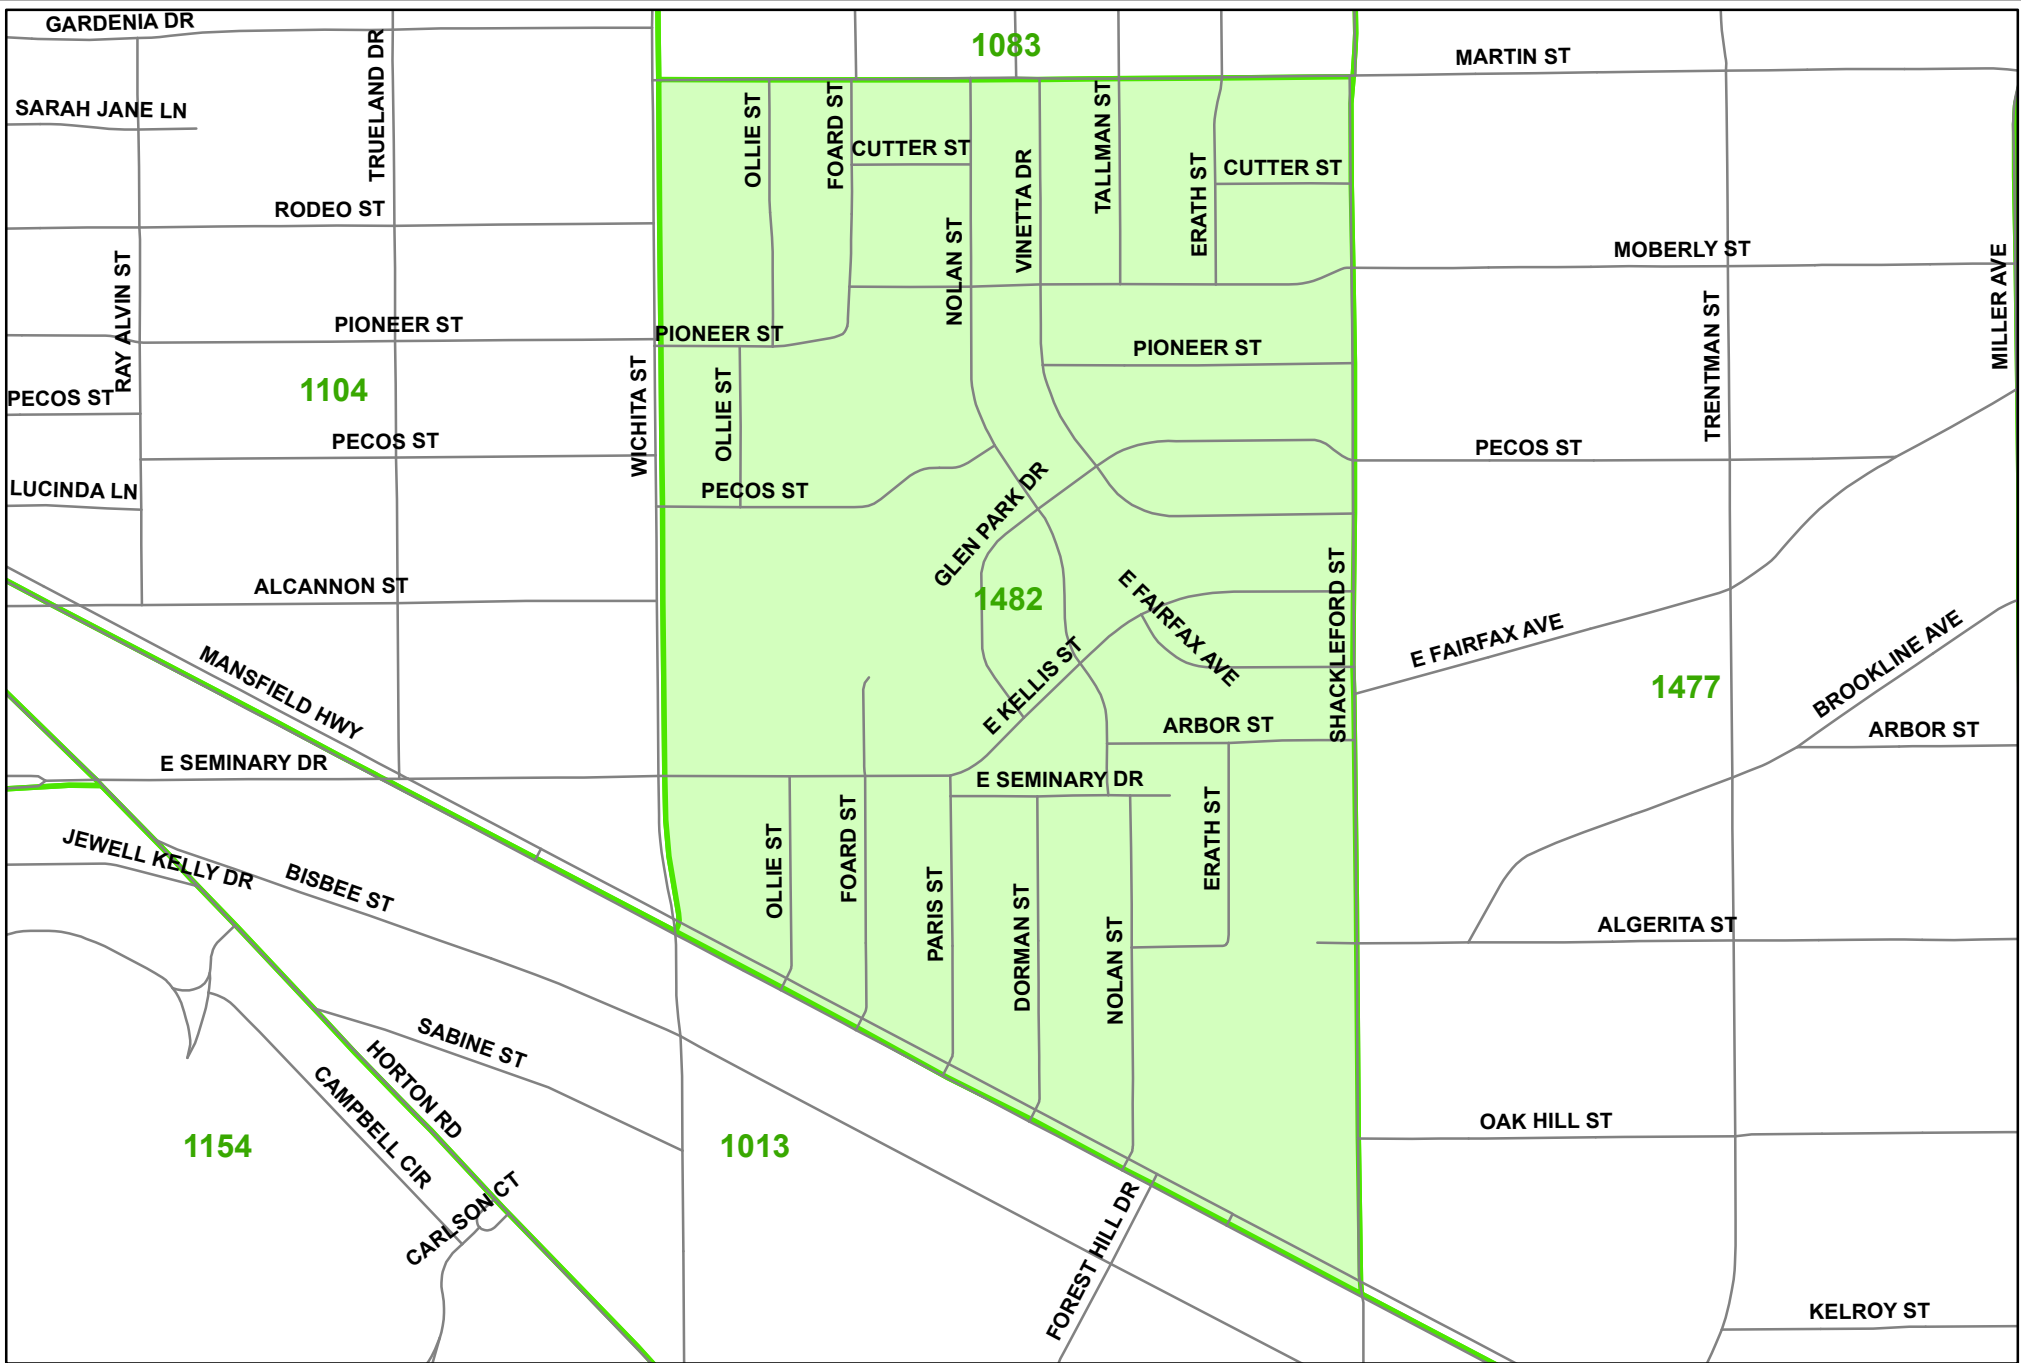 GARDENIA DR
TRUELAND DR
1083
MARTIN ST
SARAH JANE LN
OLLIE ST
FOARD ST
CUTTER ST
VINETTA DR
TALLMAN ST
ERATH ST
CUTTER ST
RODEO ST
NOLAN ST
MOBERLY ST
MILLER AVE
RAY ALVIN ST
PIONEER ST
PIONEER ST
PIONEER ST
TRENTMAN ST
1104
PECOS ST
WICHITA ST
OLLIE ST
PECOS ST
PECOS ST
LUCINDA LN
PECOS ST
GLEN PARK DR
ALCANNON ST
1482
E FAIRFAX AVE
SHACKLEFORD ST
E FAIRFAX AVE
BROOKLINE AVE
MANSFIELD HWY
E KELLIS ST
1477
ARBOR ST
ARBOR ST
E SEMINARY DR
E SEMINARY DR
JEWELL KELLY DR
BISBEE ST
OLLIE ST
FOARD ST
PARIS ST
DORMAN ST
NOLAN ST
ERATH ST
ALGERITA ST
SABINE ST
HORTON RD
CAMPBELL CIR
1154
1013
OAK HILL ST
CARLSON CT
FOREST HILL DR
KELROY ST